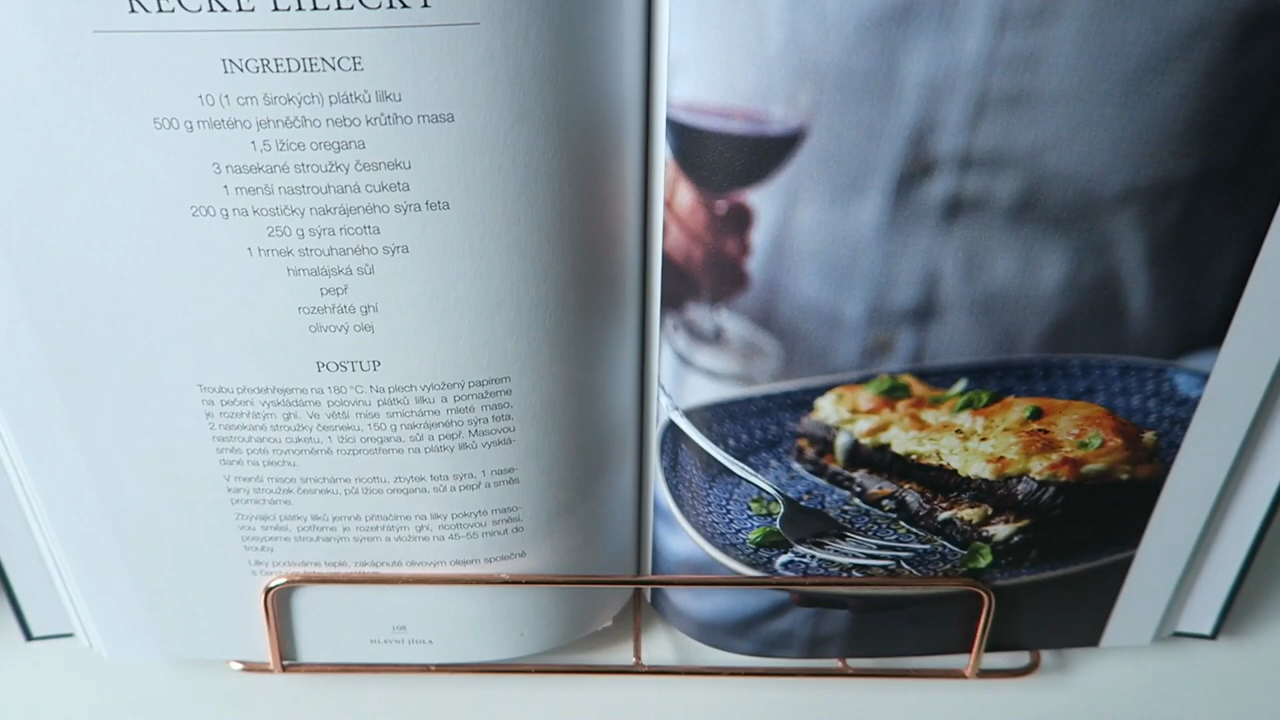 ŘECKÉ LILEČKY
INGREDIENCE
10 (1 cm širokých) plátků lilku
500 g mletého jehněčího nebo krůtího masa
1,5 lžíce oregana
3 nasekané stroužky česneku
1 menší nastrouhaná cuketa
200 g na kostičky nakrájeného sýra feta
250 g sýra ricotta
1 hrnek strouhaného sýra
himalájská sůl
pepř
rozehřáté ghí
olivový olej
POSTUP
Troubu předehřejeme na 180 °C. Na plech vyložený papírem
na pečení vyskládáme polovinu plátků lilku a pomažeme
je rozehřátým ghí. Ve větší míse smícháme mleté maso,
2 nasekané stroužky česneku, 150 g nakrájeného sýra feta,
nastrouhanou cuketu, 1 lžíci oregana, sůl a pepř. Masovou
směs poté rovnoměrně rozprostřeme na plátky lilků vysklá-
dané na plechu.
V menší misce smícháme ricottu, zbytek feta sýra, 1 nase-
kaný stroužek česneku, půl lžíce oregana, sůl a pepř a směs
promícháme.
Zbývající plátky lilků jemně přitlačíme na lilky pokryté maso-
vou směsí, potřeme je rozehřátým ghí, ricottovou směsí,
posypeme strouhaným sýrem a vložíme na 45–55 minut do
trouby.
Lilky podáváme teplé, zakápnuté olivovým olejem společně
108
HLAVNÍ JÍDLA